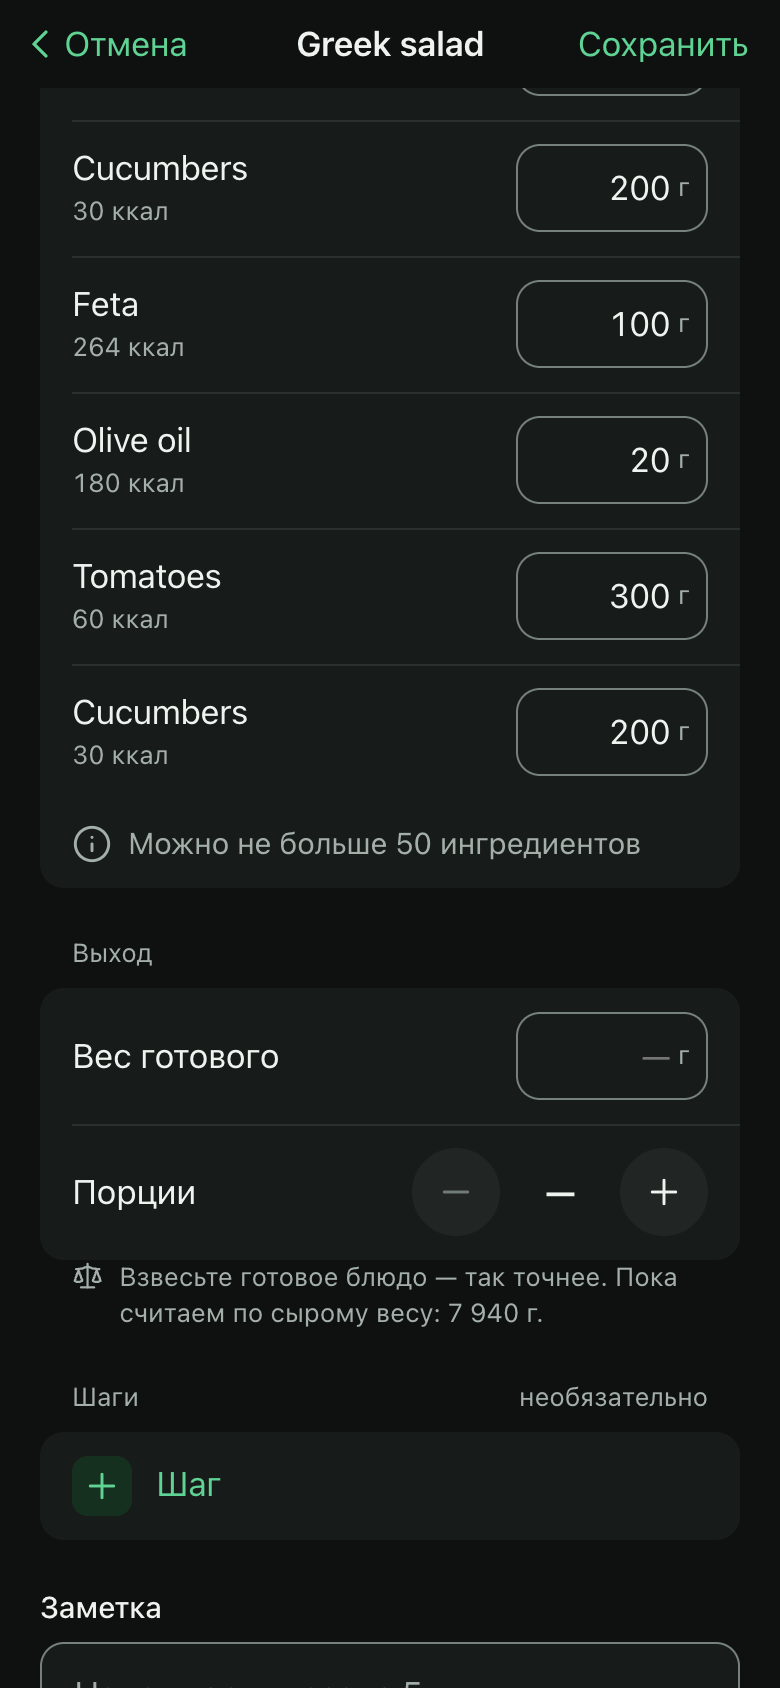 Отмена
Greek salad
Сохранить
Cucumbers
200 г
30 ккал
Feta
100 г
264 ккал
Olive oil
20 г
180 ккал
Tomatoes
300 г
60 ккал
Cucumbers
200 г
30 ккал
Можно не больше 50 ингредиентов
Выход
Вес готового
— г
Порции
—
Взвесьте готовое блюдо — так точнее. Пока
считаем по сырому весу: 7 940 г.
Шаги
необязательно
Шаг
Заметка